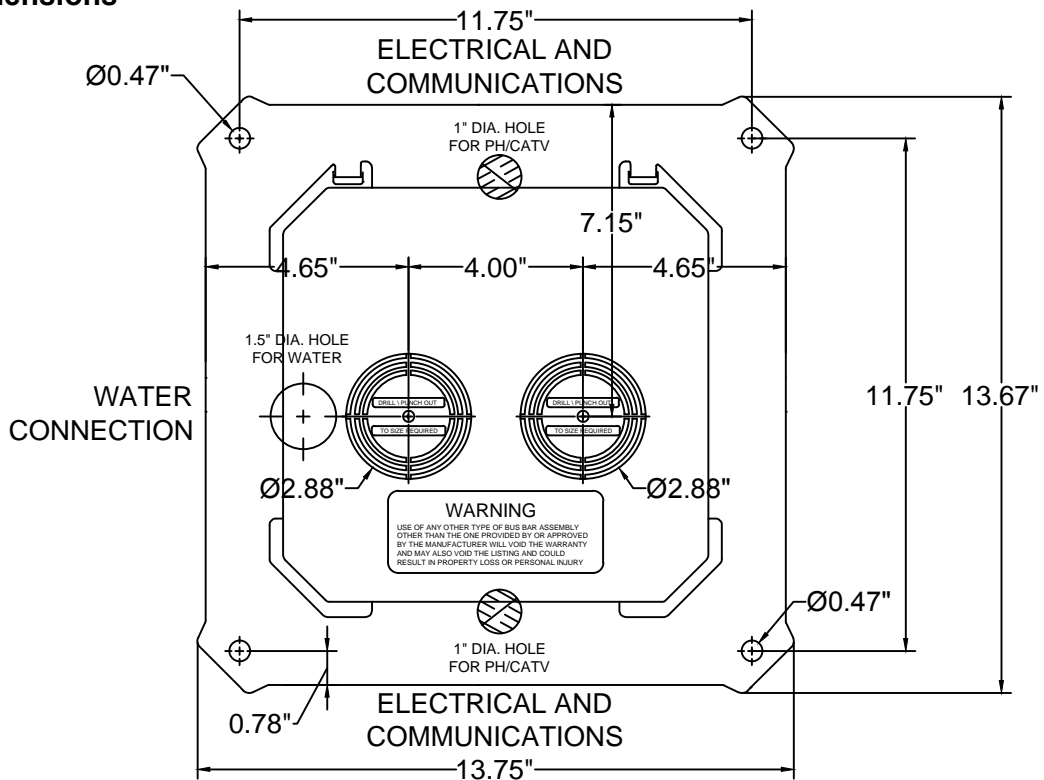 11.75"
ELECTRICAL AND
COMMUNICATIONS
Ø0.47"
1" DIA. HOLE
FOR PH/CATV
7.15"
4.65"
4.00"
4.65"
1.5" DIA. HOLE
FOR WATER
WATER
CONNECTION
DRILL \ PUNCH OUT
TO SIZE REQUIRED
DRILL \ PUNCH OUT
TO SIZE REQUIRED
11.75"
13.67"
Ø2.88"
Ø2.88"
WARNING
USE OF ANY OTHER TYPE OF BUS BAR ASSEMBLY
OTHER THAN THE ONE PROVIDED BY OR APPROVED
BY THE MANUFACTURER WILL VOID THE WARRANTY
AND MAY ALSO VOID THE LISTING AND COULD
RESULT IN PROPERTY LOSS OR PERSONAL INJURY
Ø0.47"
1" DIA. HOLE
FOR PH/CATV
0.78"
ELECTRICAL AND
COMMUNICATIONS
13.75"